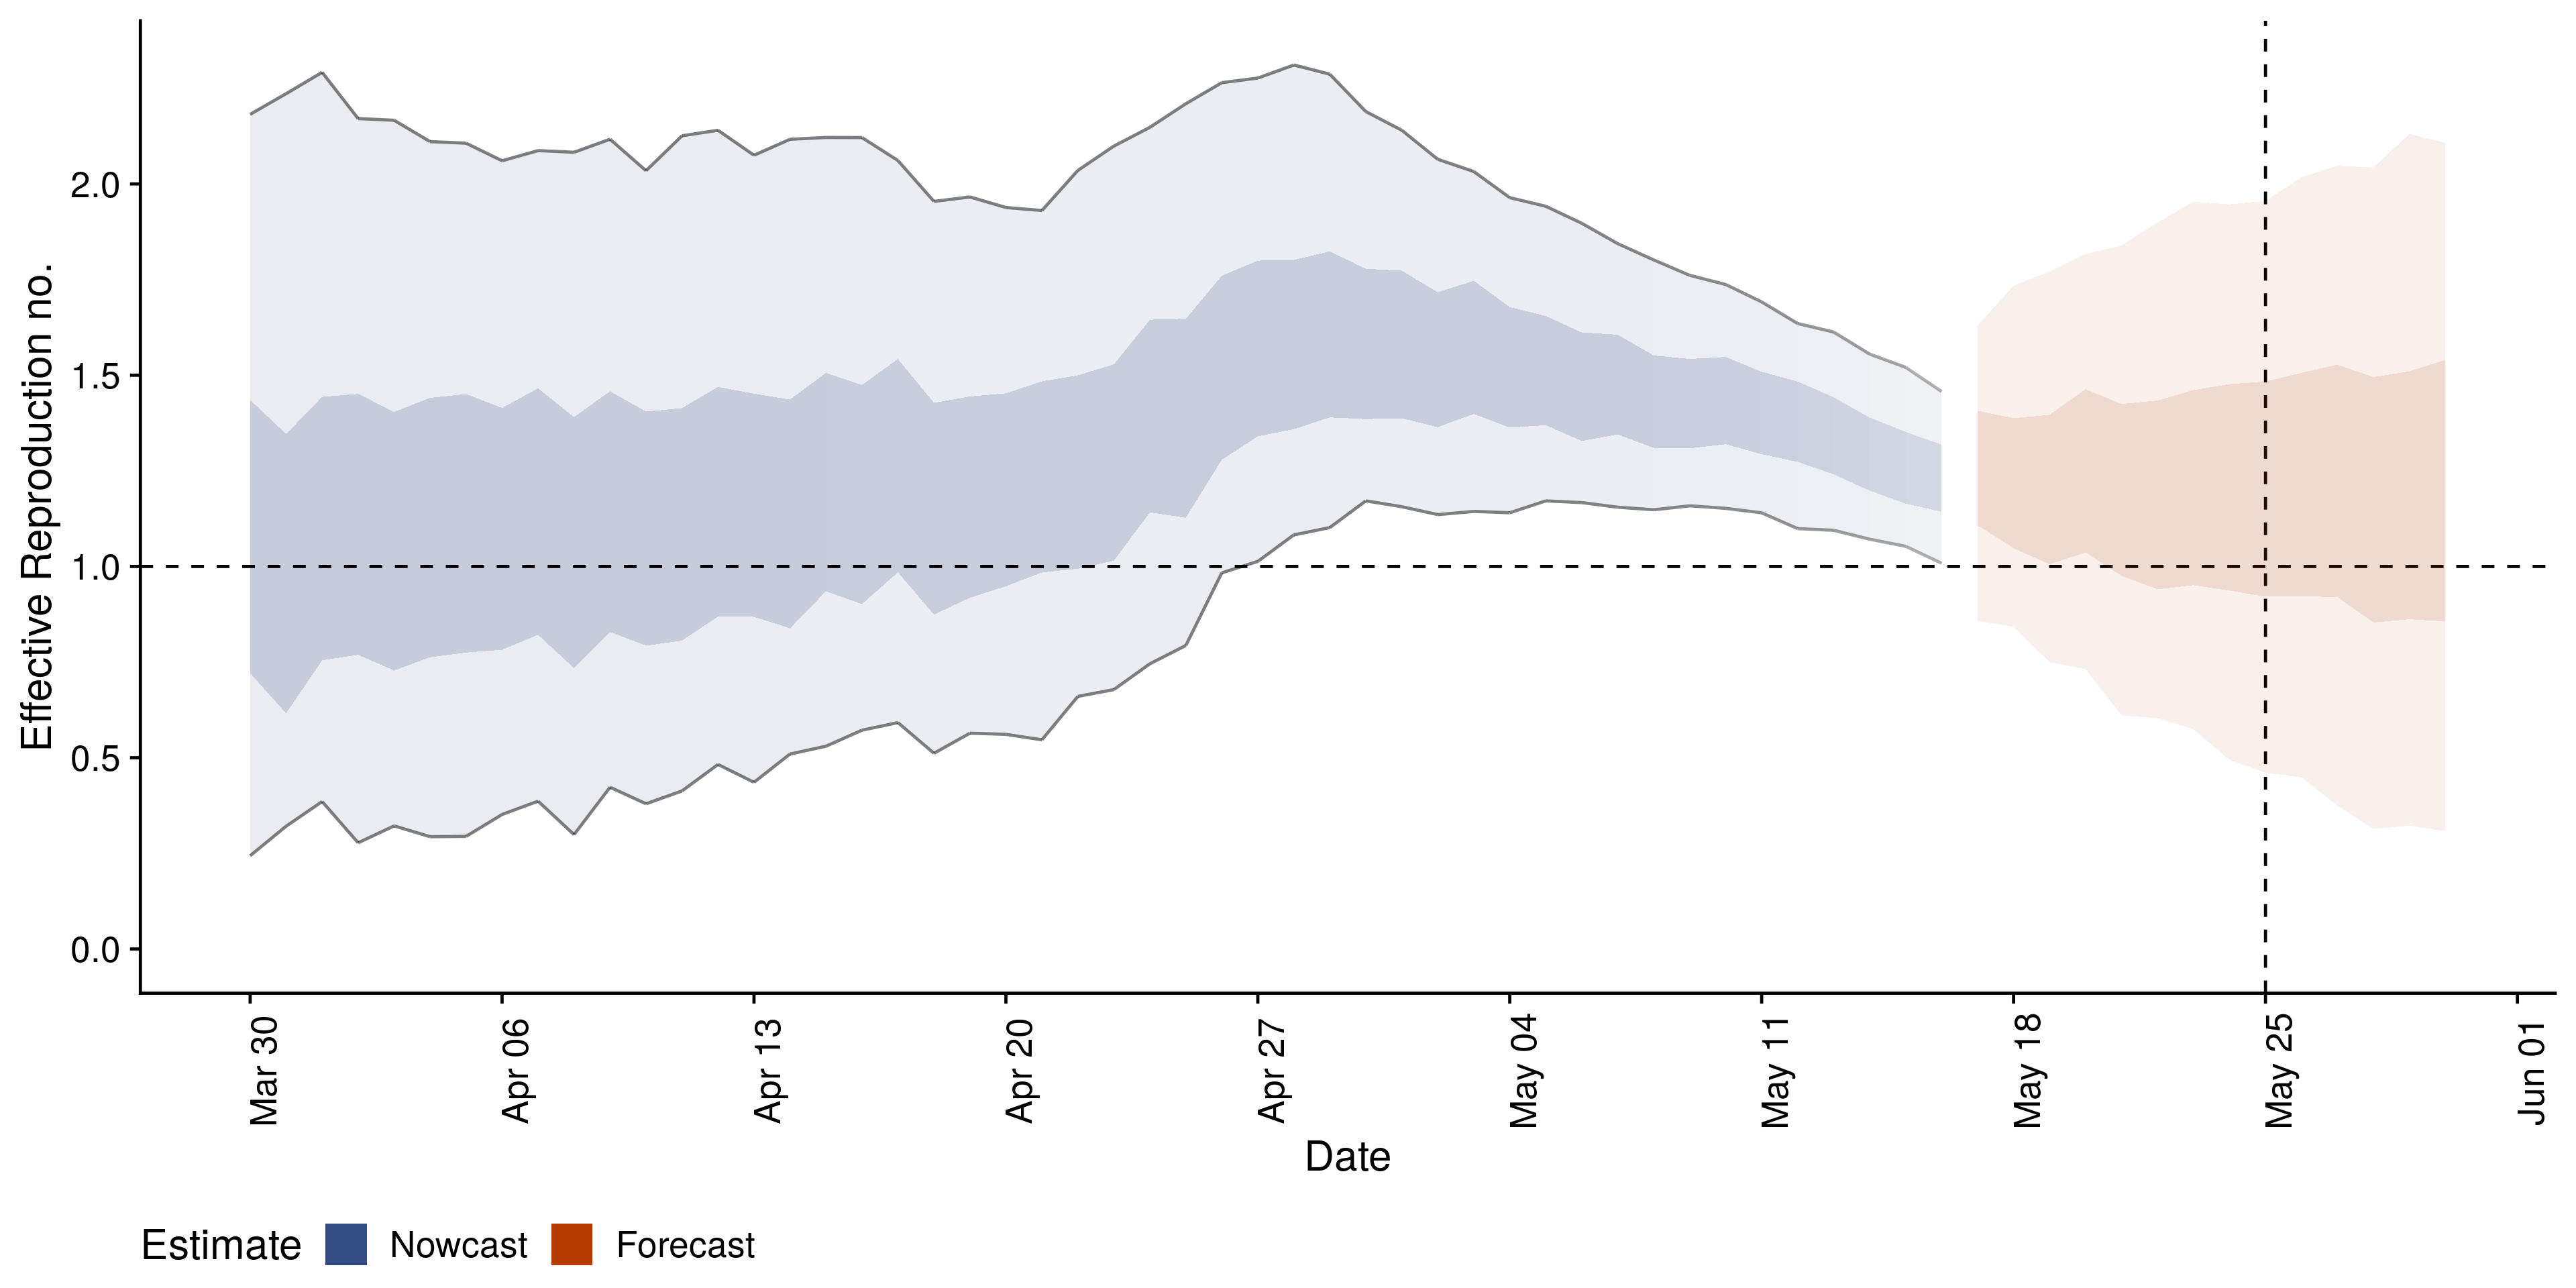 Effective Reproduction no.
2.0
1.5
1.0
0.5
0.0
Mar 30
Apr 06
Apr 13
Apr 20
Apr 27
May 04
May 11
May 18
May 25
Jun 01
Date
Estimate Nowcast Forecast